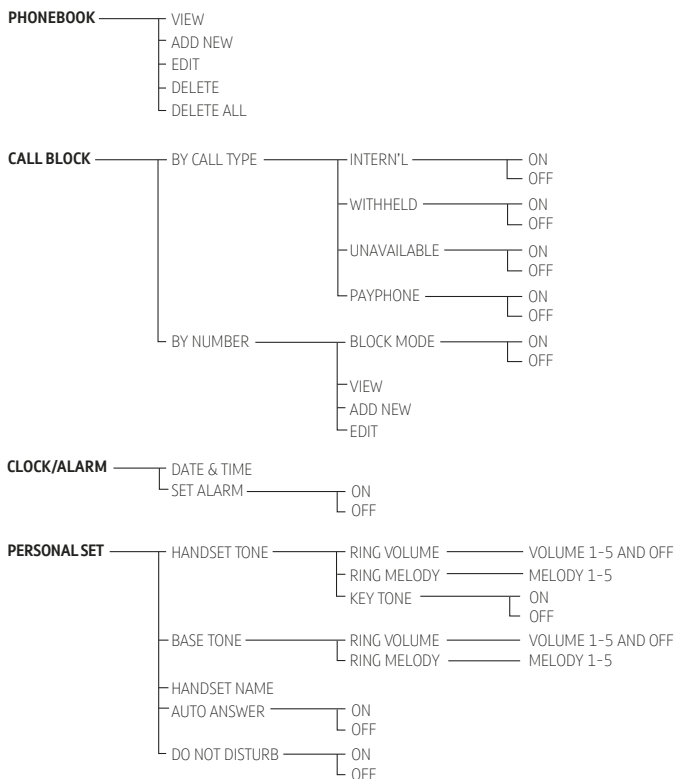 PHONEBOOK VIEW
ADD NEW
EDIT
DELETE
DELETE ALL
CALL BLOCK BY CALL TYPE INTERN’L ON
OFF
WITHHELD ON
OFF
UNAVAILABLE ON
OFF
PAYPHONE ON
OFF
BY NUMBER BLOCK MODE ON
OFF
VIEW
ADD NEW
EDIT
CLOCK/ALARM DATE & TIME
SET ALARM ON
OFF
PERSONAL SET HANDSET TONE RING VOLUME VOLUME 1-5 AND OFF
RING MELODY MELODY 1-5
KEY TONE ON
OFF
BASE TONE RING VOLUME VOLUME 1-5 AND OFF
RING MELODY MELODY 1-5
HANDSET NAME
AUTO ANSWER ON
OFF
DO NOT DISTURB ON
OFF